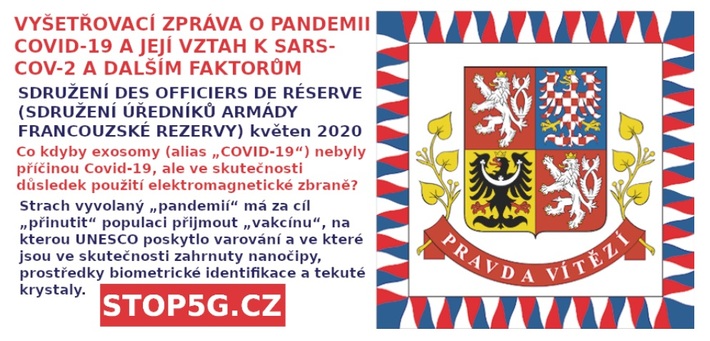 VYŠETŘOVACÍ ZPRÁVA O PANDEMII
COVID-19 A JEJÍ VZTAH K SARS-
COV-2 A DALŠÍM FAKTORŮM
SDRUŽENÍ DES OFFICIERS DE RÉSERVE
(SDRUŽENÍ ÚŘEDNÍKŮ ARMÁDY
FRANCOUZSKÉ REZERVY) květen 2020
Co kdyby exosomy (alias „COVID-19“) nebyly
příčinou Covid-19, ale ve skutečnosti
důsledek použití elektromagnetické zbraně?
Strach vyvolaný „pandemií“ má za cíl
„přinutit“ populaci přijmout „vakcínu“, na
kterou UNESCO poskytlo varování a ve které
jsou ve skutečnosti zahrnuty nanočipy,
prostředky biometrické identifikace a tekuté
krystaly.
STOP5G.CZ
PRAVDA VÍTĚZÍ